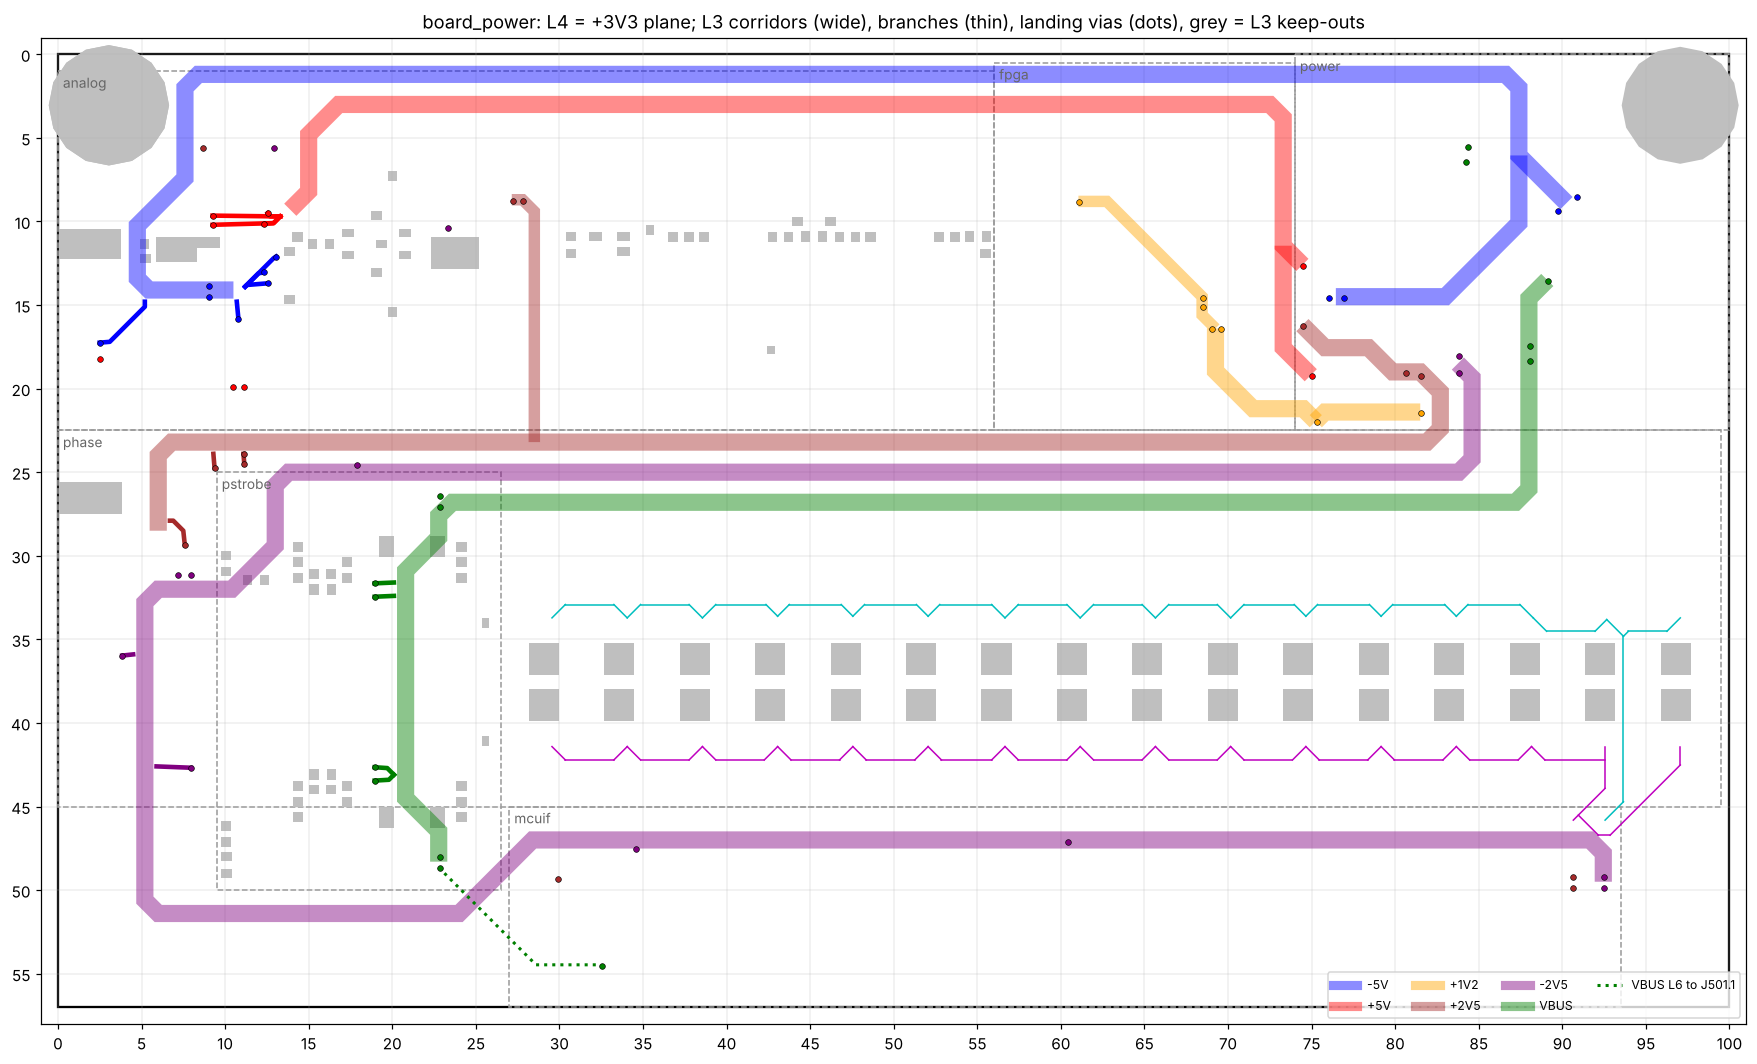 board_power: L4 = +3V3 plane; L3 corridors (wide), branches (thin), landing vias (dots), grey = L3 keep-outs
0
5
10
15
20
25
30
35
40
45
50
55
analog
fpga
power
phase
pstrobe
mcuif
-5V
+1V2
-2V5
VBUS L6 to J501.1
+5V
+2V5
VBUS
0 5 10 15 20 25 30 35 40 45 50 55 60 65 70 75 80 85 90 95 100